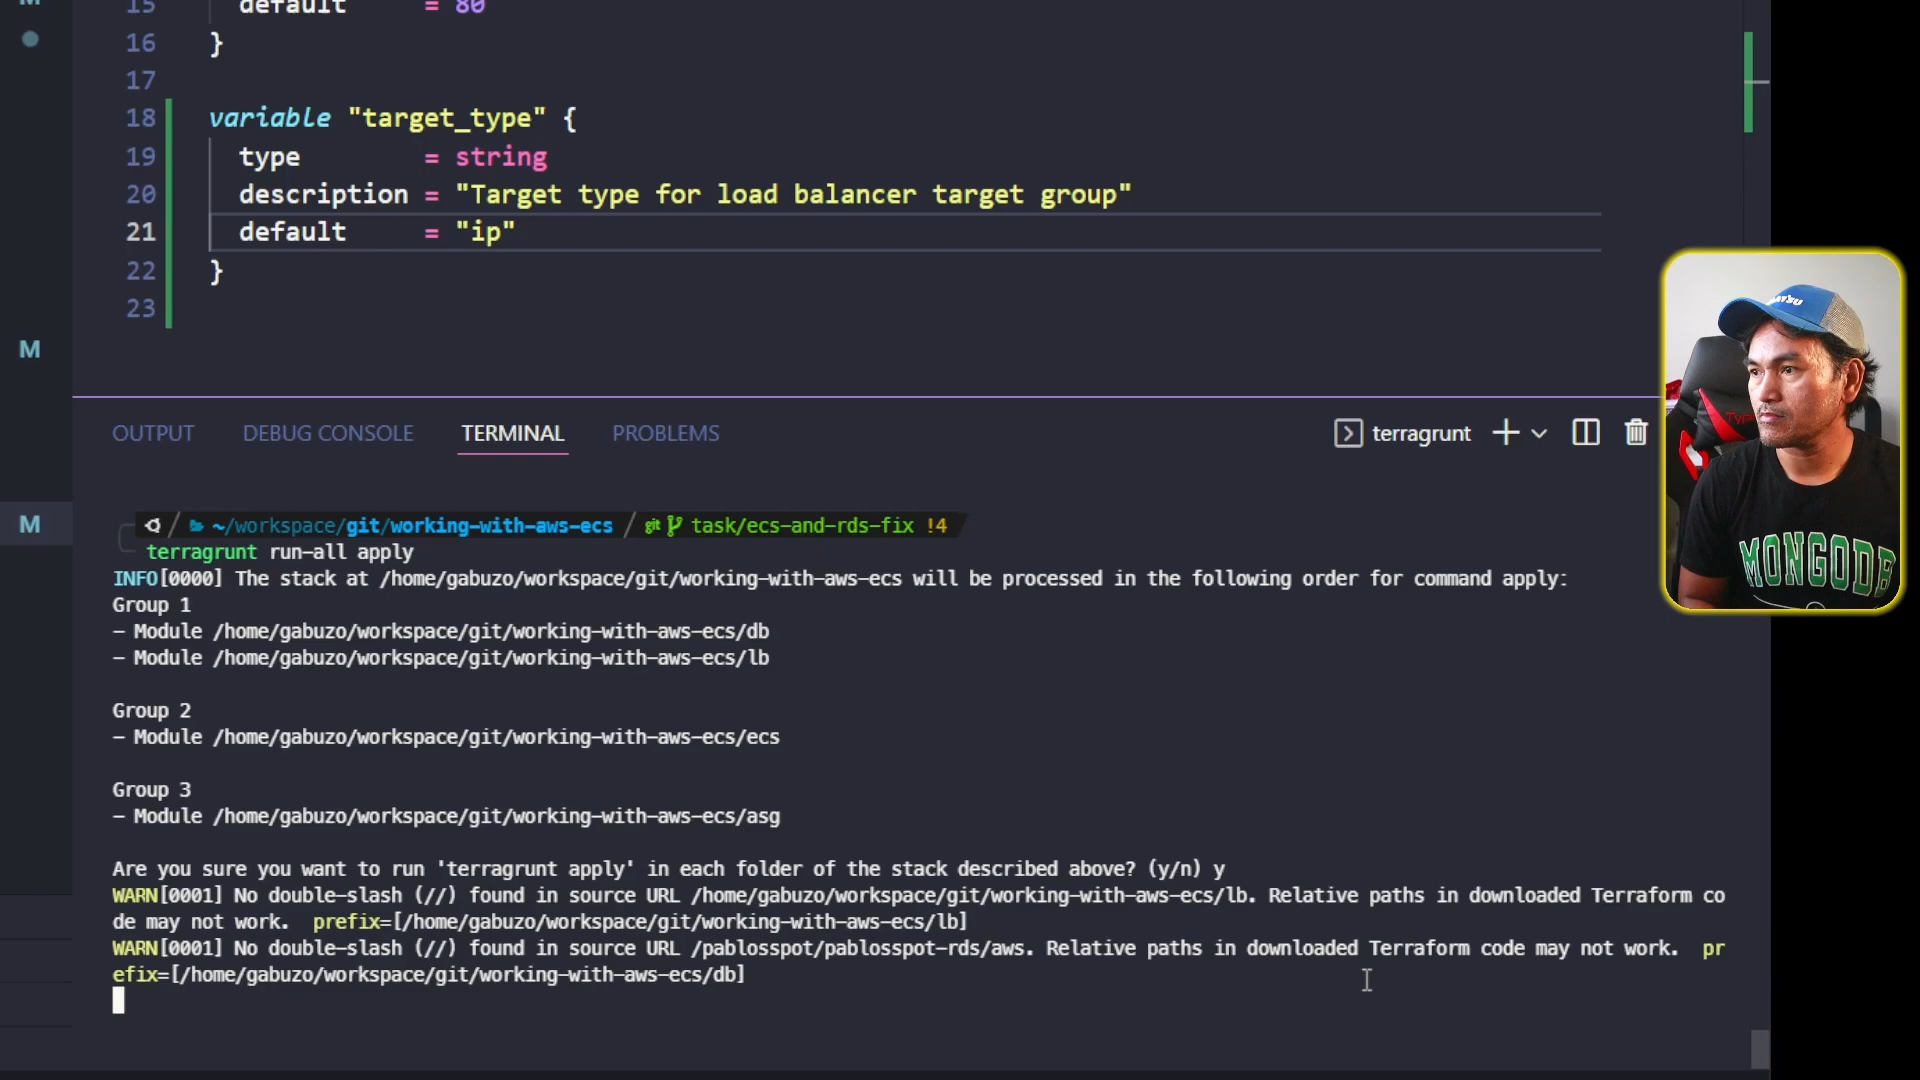 15 default = 80
16 }
17
18 variable "target_type" {
19 type = string
20 description = "Target type for load balancer target group"
21 default = "ip"
22 }
23
M
M
OUTPUT DEBUG CONSOLE TERMINAL PROBLEMS terragrunt
~/workspace/git/working-with-aws-ecs git task/ecs-and-rds-fix !4
terragrunt run-all apply
INFO[0000] The stack at /home/gabuzo/workspace/git/working-with-aws-ecs will be processed in the following order for command apply:
Group 1
- Module /home/gabuzo/workspace/git/working-with-aws-ecs/db
- Module /home/gabuzo/workspace/git/working-with-aws-ecs/lb
Group 2
- Module /home/gabuzo/workspace/git/working-with-aws-ecs/ecs
Group 3
- Module /home/gabuzo/workspace/git/working-with-aws-ecs/asg
Are you sure you want to run 'terragrunt apply' in each folder of the stack described above? (y/n) y
WARN[0001] No double-slash (//) found in source URL /home/gabuzo/workspace/git/working-with-aws-ecs/lb. Relative paths in downloaded Terraform co
de may not work. prefix=[/home/gabuzo/workspace/git/working-with-aws-ecs/lb]
WARN[0001] No double-slash (//) found in source URL /pablosspot/pablosspot-rds/aws. Relative paths in downloaded Terraform code may not work. pr
efix=[/home/gabuzo/workspace/git/working-with-aws-ecs/db]
MONGODB